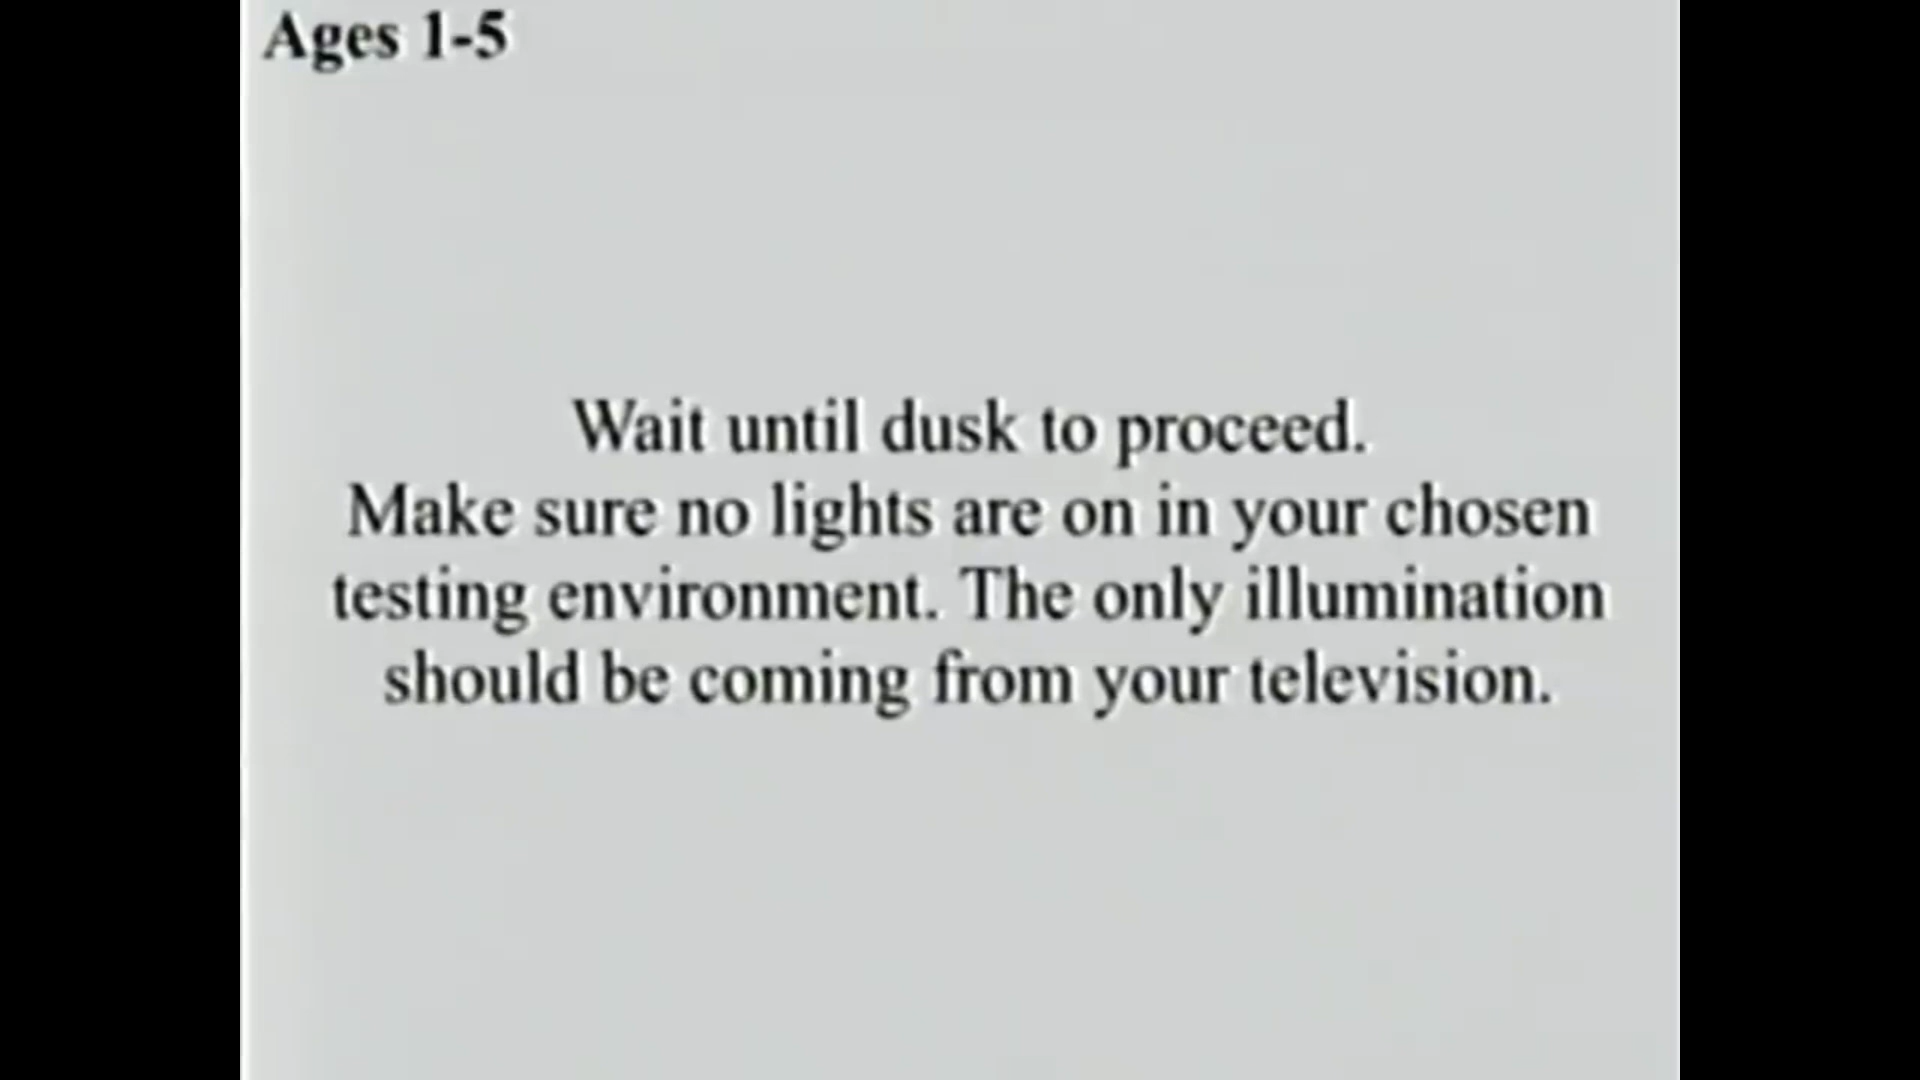 Ages 1-5
Wait until dusk to proceed.
Make sure no lights are on in your chosen
testing environment. The only illumination
should be coming from your television.